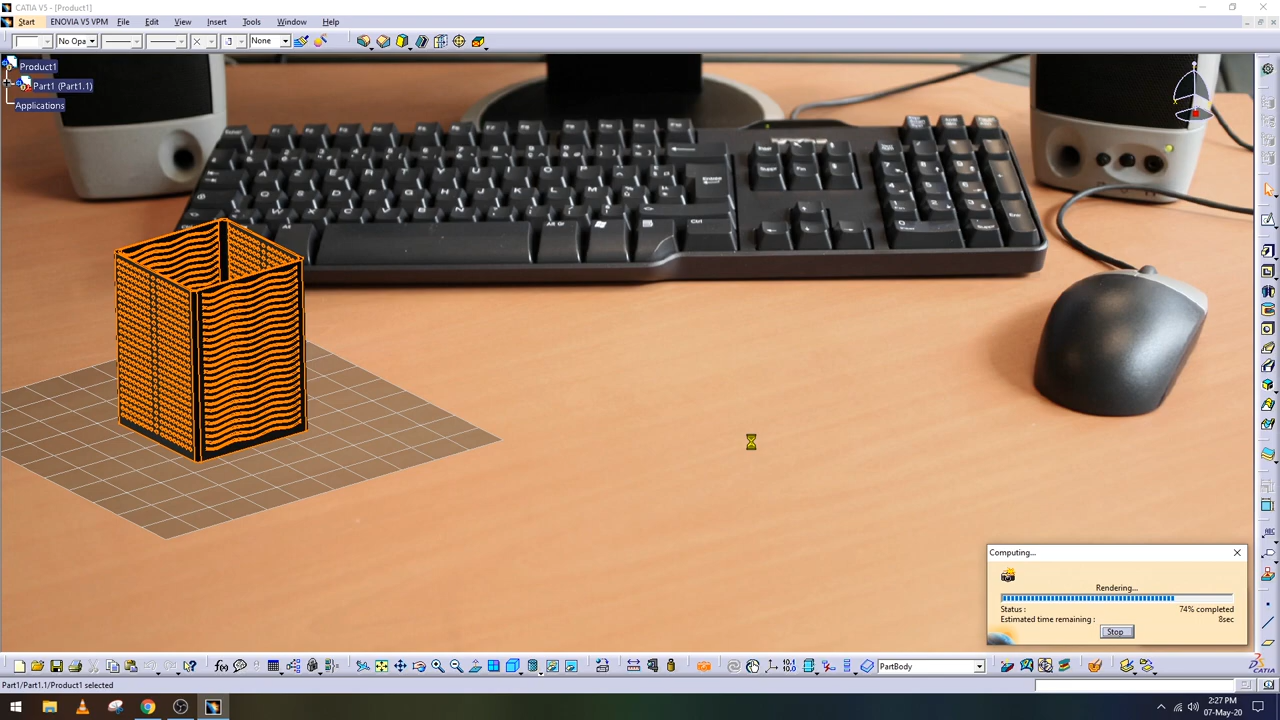 CATIA V5 - [Product1]
Start ENOVIA V5 VPM File Edit View Insert Tools Window Help
No Opa None
Product1
Part1 (Part1.1)
Applications
Computing...
Rendering...
Status : 74% completed
Estimated time remaining : 8sec
Stop
PartBody
Part1/Part1.1/Product1 selected
CATIA
2:27 PM
07-May-20